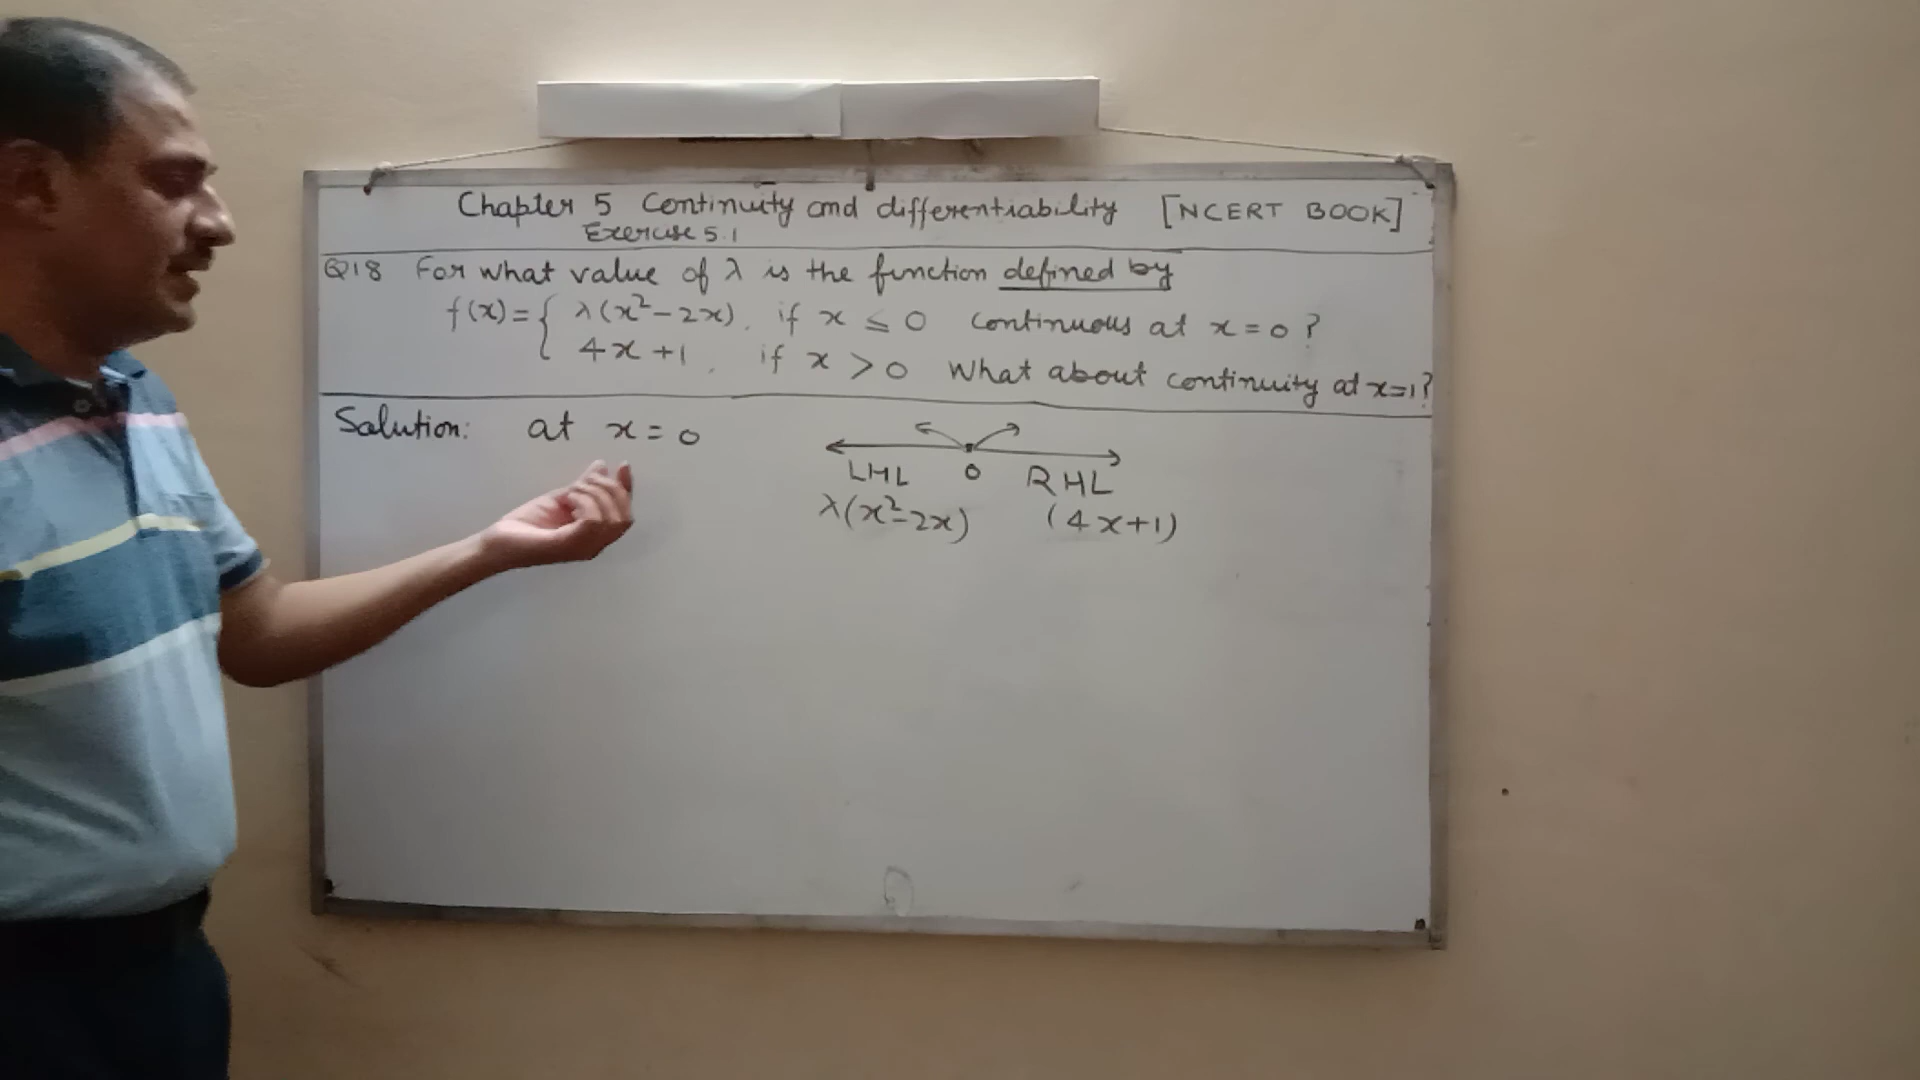 Chapter 5 Continuity and differentiability [NCERT BOOK]
Exercise 5.1
Q18 For what value of λ is the function defined by
f(x) = { λ(x²-2x), if x ≤ 0 continuous at x = 0 ?
4x+1, if x > 0 What about continuity at x=1?
Solution: at x = 0
LHL 0 RHL
λ(x²-2x) (4x+1)